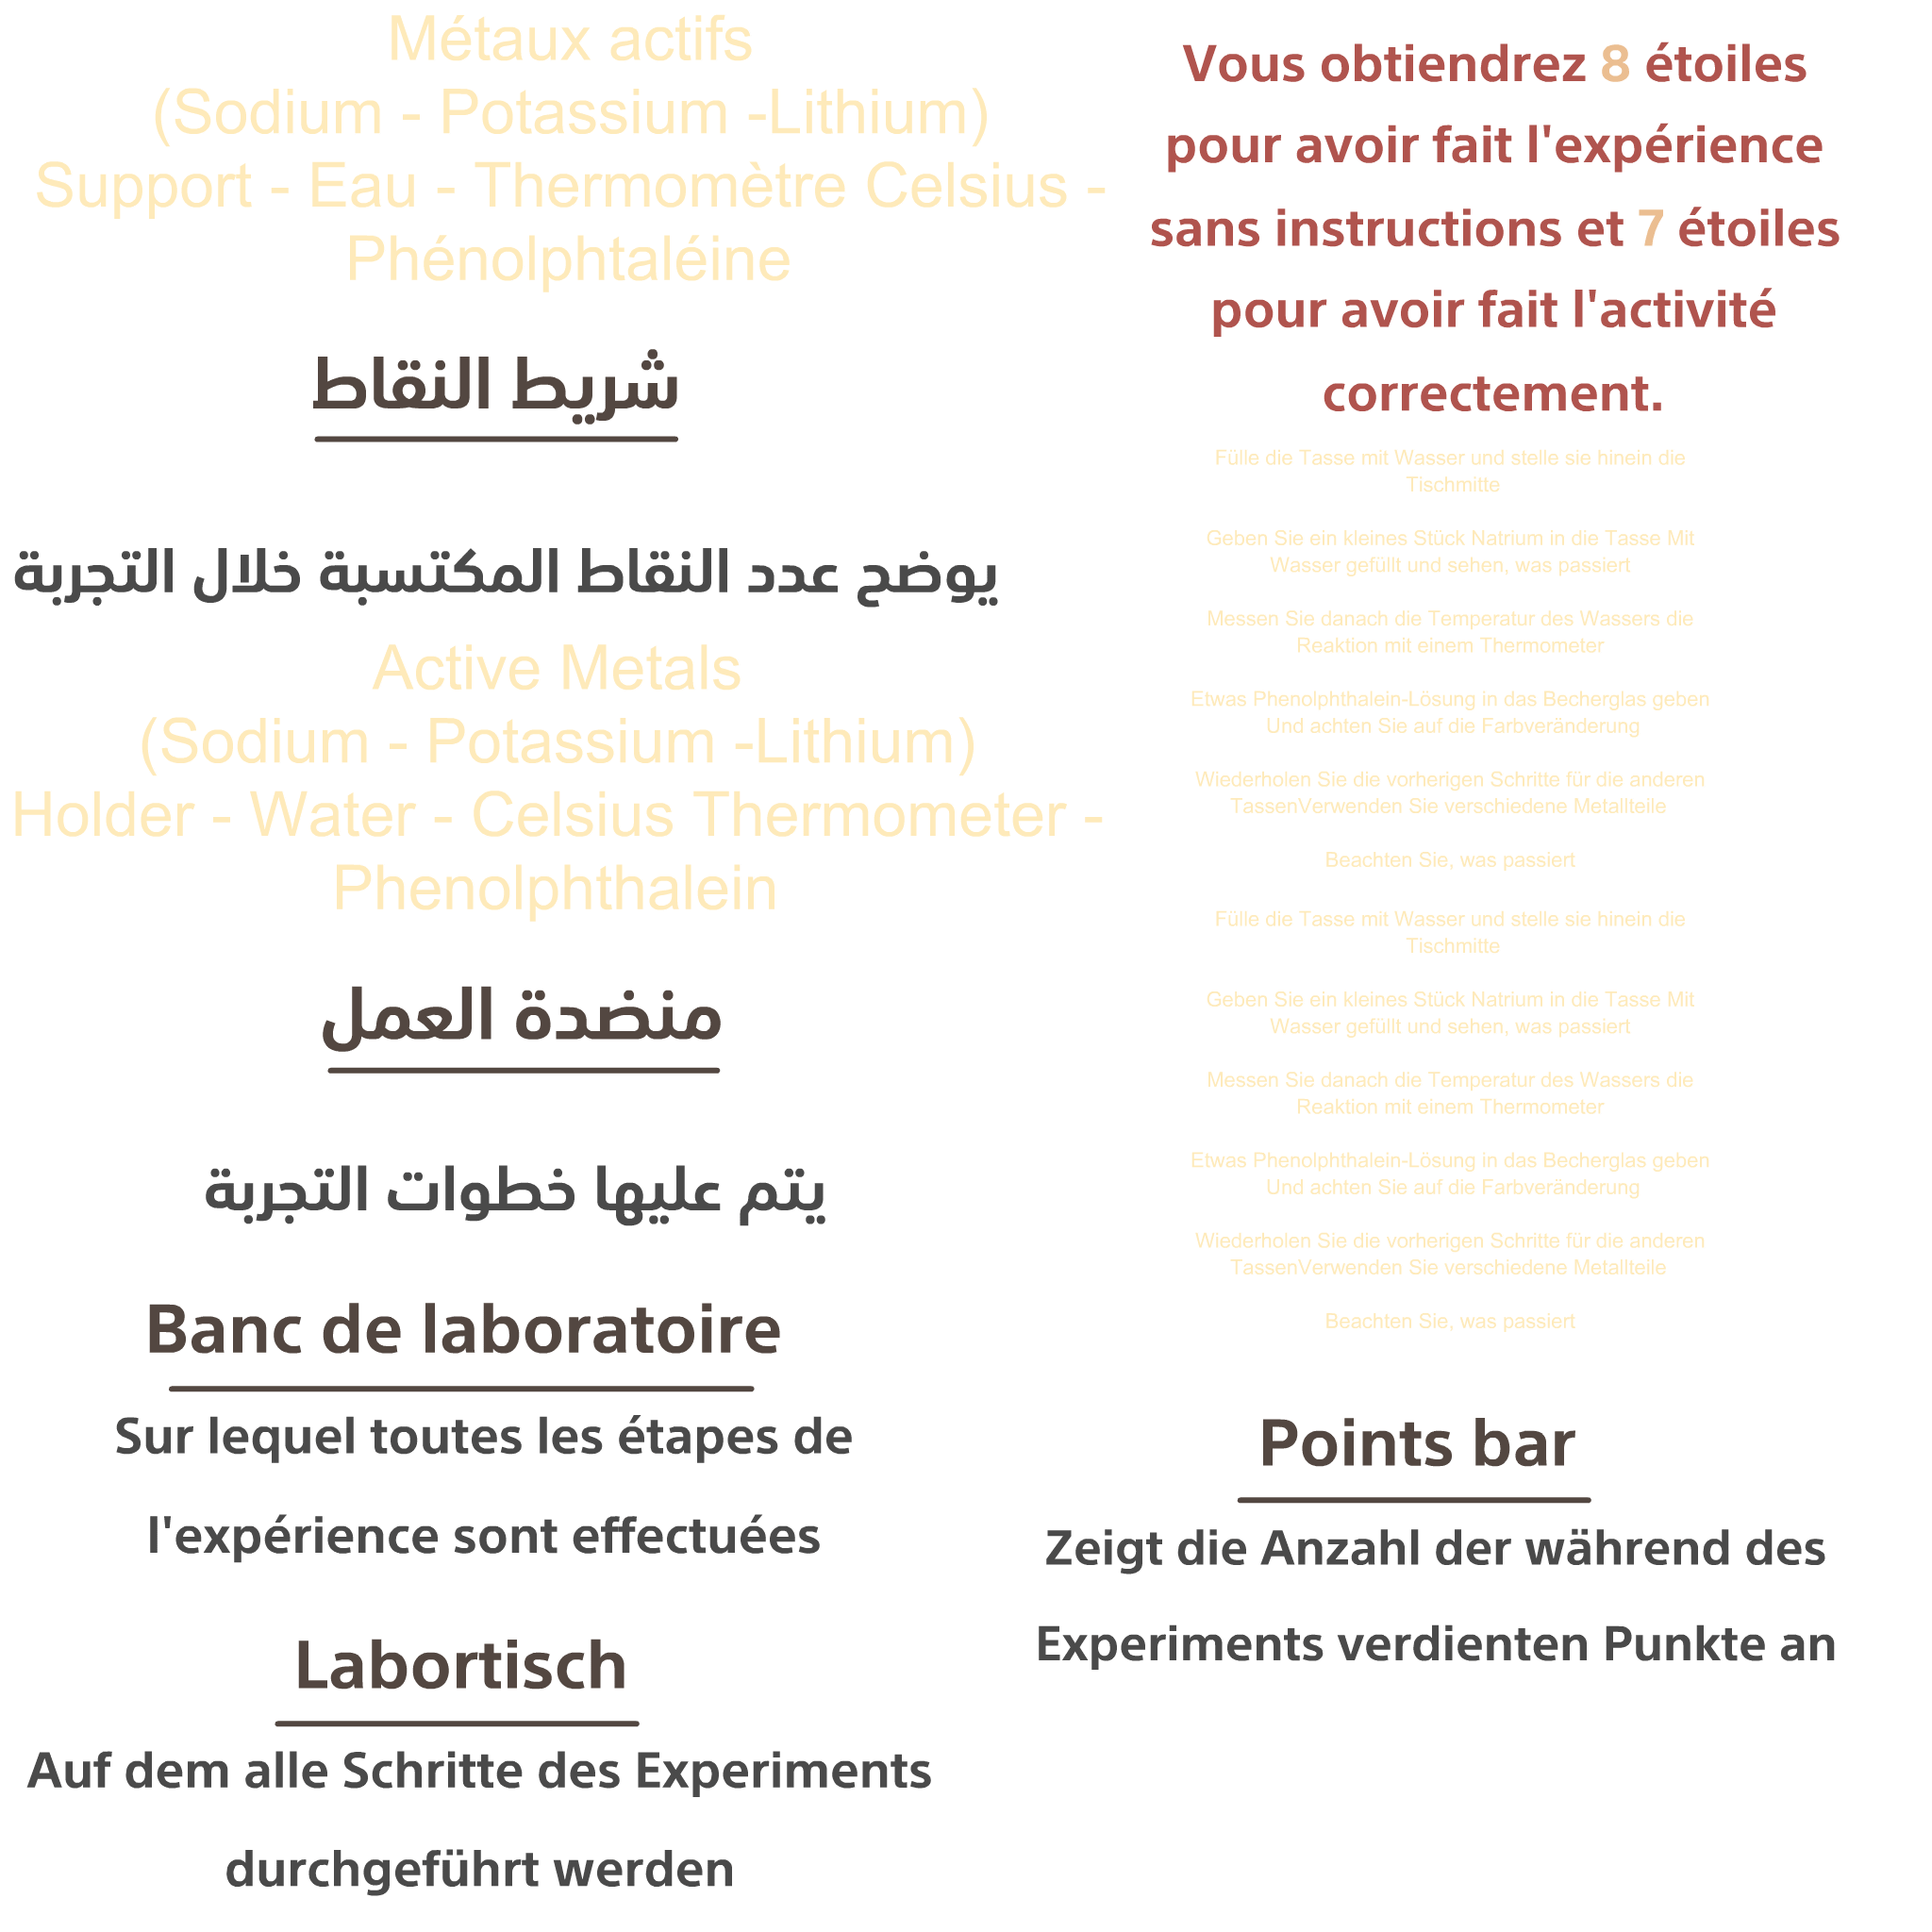 Métaux actifs
(Sodium - Potassium -Lithium)
Support - Eau - Thermomètre Celsius -
Phénolphtaléine
شريط النقاط
يوضح عدد النقاط المكتسبة خلال التجربة
Active Metals
(Sodium - Potassium -Lithium)
Holder - Water - Celsius Thermometer -
Phenolphthalein
منضدة العمل
يتم عليها خطوات التجربة
Banc de laboratoire
Sur lequel toutes les étapes de
l'expérience sont effectuées
Labortisch
Auf dem alle Schritte des Experiments
durchgeführt werden
Vous obtiendrez 8 étoiles
pour avoir fait l'expérience
sans instructions et 7 étoiles
pour avoir fait l'activité
correctement.
Fülle die Tasse mit Wasser und stelle sie hinein die
Tischmitte
Geben Sie ein kleines Stück Natrium in die Tasse Mit
Wasser gefüllt und sehen, was passiert
Messen Sie danach die Temperatur des Wassers die
Reaktion mit einem Thermometer
Etwas Phenolphthalein-Lösung in das Becherglas geben
Und achten Sie auf die Farbveränderung
Wiederholen Sie die vorherigen Schritte für die anderen
TassenVerwenden Sie verschiedene Metallteile
Beachten Sie, was passiert
Fülle die Tasse mit Wasser und stelle sie hinein die
Tischmitte
Geben Sie ein kleines Stück Natrium in die Tasse Mit
Wasser gefüllt und sehen, was passiert
Messen Sie danach die Temperatur des Wassers die
Reaktion mit einem Thermometer
Etwas Phenolphthalein-Lösung in das Becherglas geben
Und achten Sie auf die Farbveränderung
Wiederholen Sie die vorherigen Schritte für die anderen
TassenVerwenden Sie verschiedene Metallteile
Beachten Sie, was passiert
Points bar
Zeigt die Anzahl der während des
Experiments verdienten Punkte an